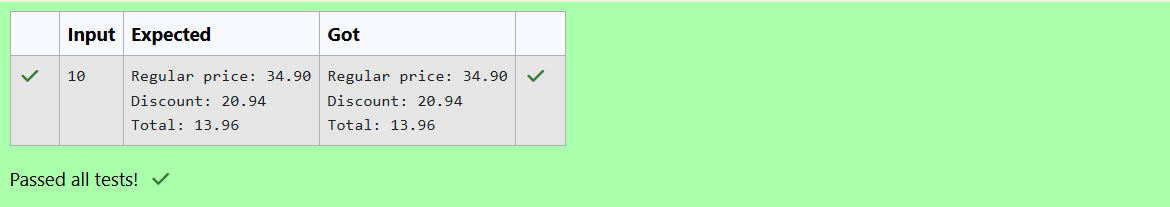 Input Expected Got
10 Regular price: 34.90 Regular price: 34.90
Discount: 20.94 Discount: 20.94
Total: 13.96 Total: 13.96
Passed all tests!